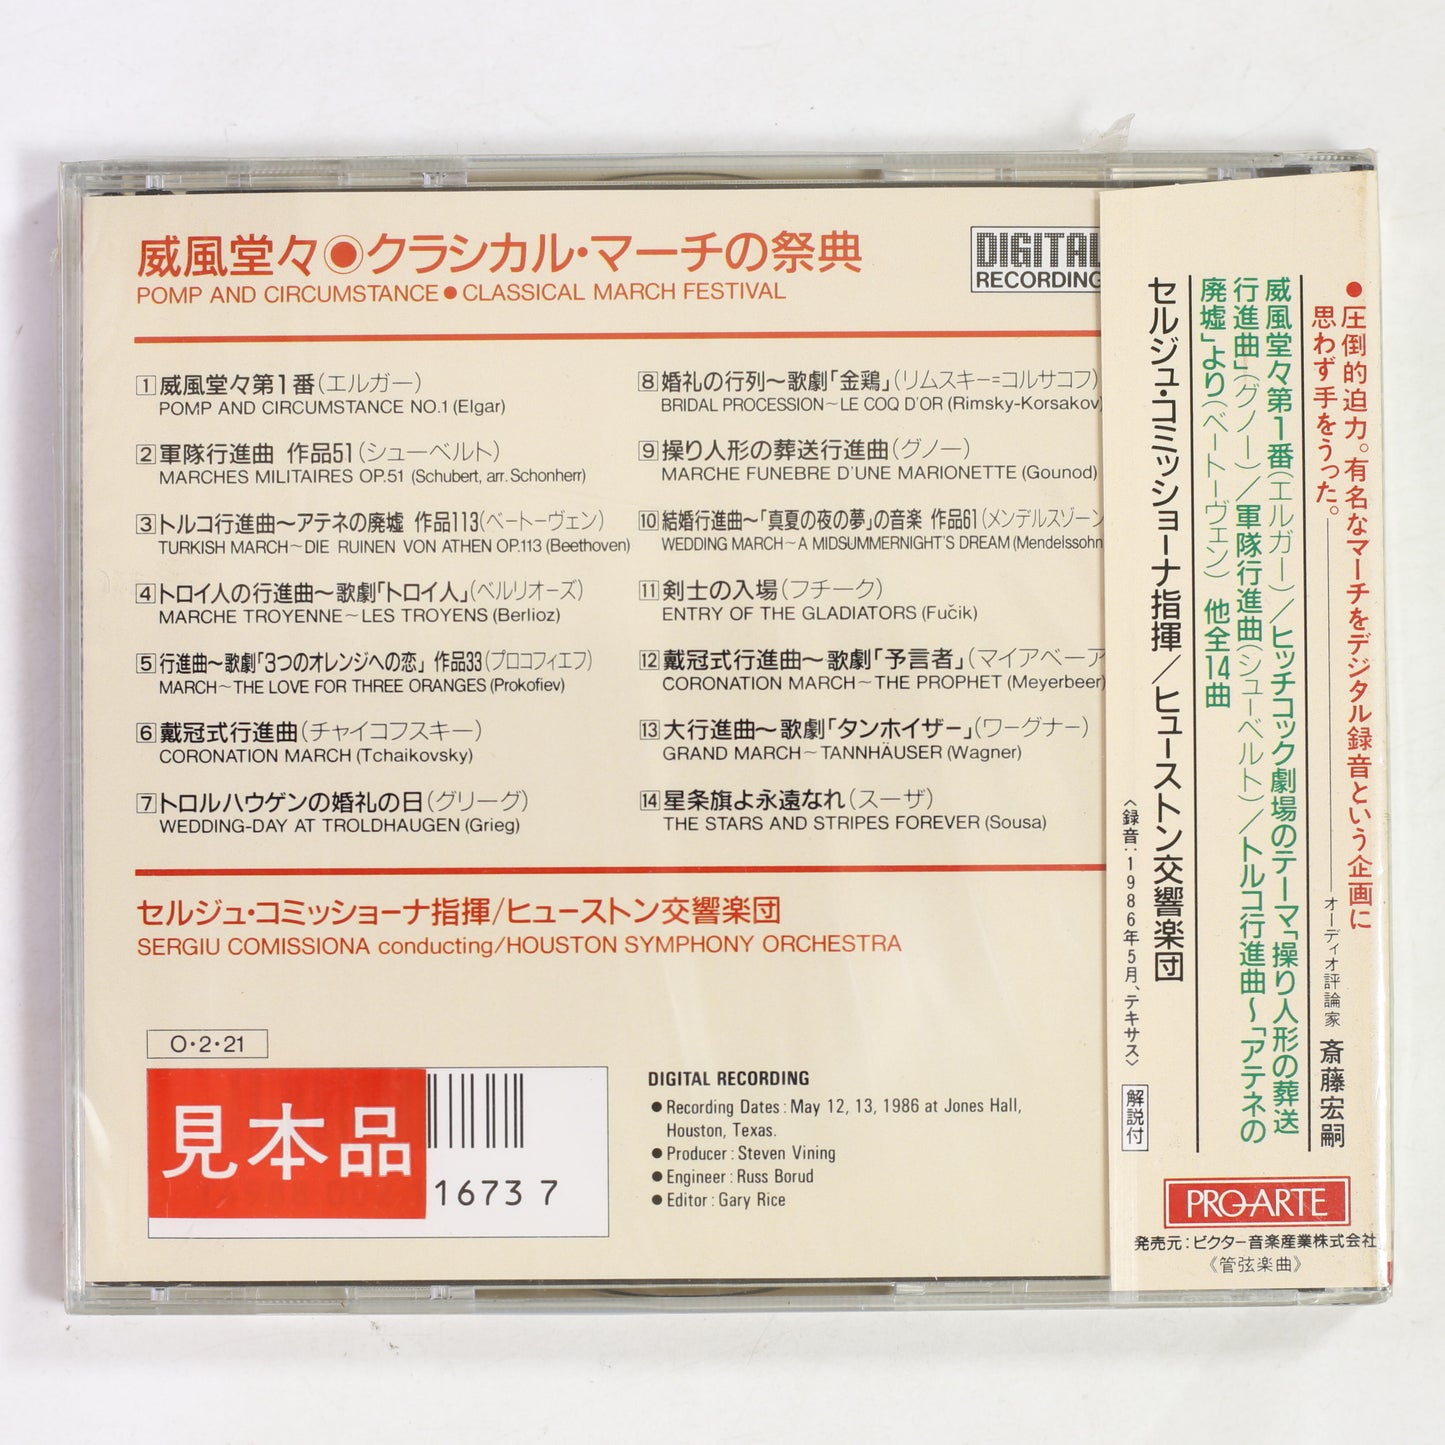 威風堂々◉クラシカル・マーチの祭典
POMP AND CIRCUMSTANCE ● CLASSICAL MARCH FESTIVAL
DIGITAL
RECORDING
1 威風堂々第1番(エルガー)
POMP AND CIRCUMSTANCE NO.1 (Elgar)
2 軍隊行進曲 作品51(シューベルト)
MARCHES MILITAIRES OP.51 (Schubert, arr. Schonherr)
3 トルコ行進曲〜アテネの廃墟 作品113(ベートーヴェン)
TURKISH MARCH〜DIE RUINEN VON ATHEN OP.113 (Beethoven)
4 トロイ人の行進曲〜歌劇「トロイ人」(ベルリオーズ)
MARCHE TROYENNE〜LES TROYENS (Berlioz)
5 行進曲〜歌劇「3つのオレンジへの恋」 作品33(プロコフィエフ)
MARCH〜THE LOVE FOR THREE ORANGES (Prokofiev)
6 戴冠式行進曲(チャイコフスキー)
CORONATION MARCH (Tchaikovsky)
7 トロルハウゲンの婚礼の日(グリーグ)
WEDDING-DAY AT TROLDHAUGEN (Grieg)
8 婚礼の行列〜歌劇「金鶏」(リムスキー=コルサコフ)
BRIDAL PROCESSION〜LE COQ D'OR (Rimsky-Korsakov)
9 操り人形の葬送行進曲(グノー)
MARCHE FUNEBRE D'UNE MARIONETTE (Gounod)
10 結婚行進曲〜「真夏の夜の夢」の音楽 作品61(メンデルスゾーン
WEDDING MARCH〜A MIDSUMMERNIGHT'S DREAM (Mendelssohn
11 剣士の入場(フチーク)
ENTRY OF THE GLADIATORS (Fučik)
12 戴冠式行進曲〜歌劇「予言者」(マイアベーア
CORONATION MARCH〜THE PROPHET (Meyerbeer)
13 大行進曲〜歌劇「タンホイザー」(ワーグナー)
GRAND MARCH〜TANNHÄUSER (Wagner)
14 星条旗よ永遠なれ(スーザ)
THE STARS AND STRIPES FOREVER (Sousa)
セルジュ・コミッショーナ指揮/ヒューストン交響楽団
SERGIU COMISSIONA conducting/HOUSTON SYMPHONY ORCHESTRA
O・2・21
見本品
16737
DIGITAL RECORDING
● Recording Dates : May 12, 13, 1986 at Jones Hall,
Houston, Texas.
● Producer : Steven Vining
● Engineer : Russ Borud
● Editor : Gary Rice
● 圧倒的迫力。有名なマーチをデジタル録音という企画に
思わず手をうった。——オーディオ評論家 斎藤宏嗣
威風堂々第1番(エルガー)/ヒッチコック劇場のテーマ「操り人形の葬送
行進曲」(グノー)/軍隊行進曲(シューベルト)/トルコ行進曲〜「アテネの
廃墟」より(ベートーヴェン) 他全14曲
セルジュ・コミッショーナ指揮/ヒューストン交響楽団
〈録音:1986年5月、テキサス〉 解説付
PRO-ARTE
発売元:ビクター音楽産業株式会社
《管弦楽曲》